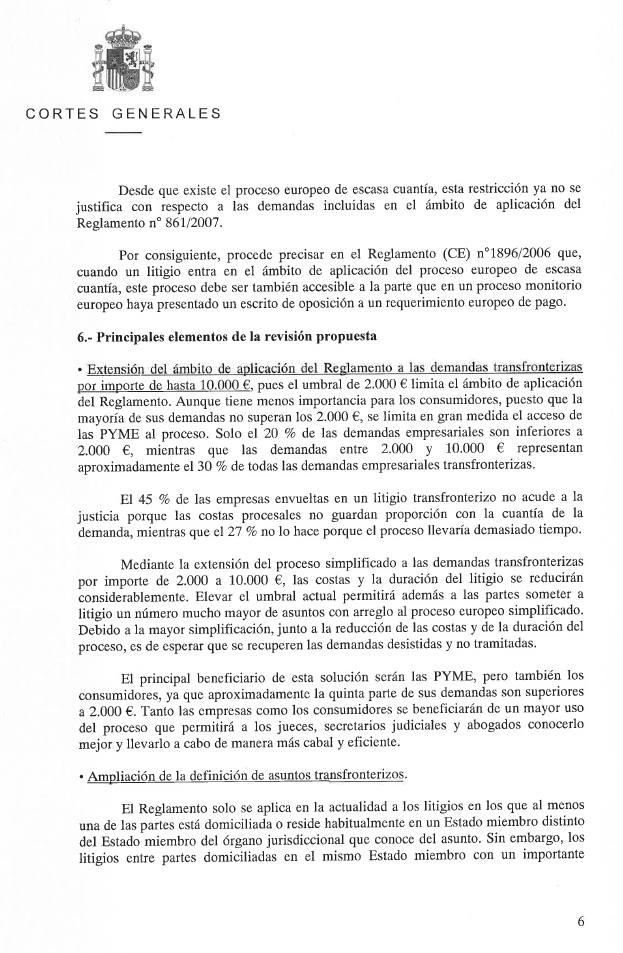 CORTES GENERALES
Desde que existe el proceso europeo de escasa cuantía, esta restricción ya no se
justifica con respecto a las demandas incluidas en el ámbito de aplicación del
Reglamento nº 861/2007.
Por consiguiente, procede precisar en el Reglamento (CE) nº1896/2006 que,
cuando un litigio entra en el ámbito de aplicación del proceso europeo de escasa
cuantía, este proceso debe ser también accesible a la parte que en un proceso monitorio
europeo haya presentado un escrito de oposición a un requerimiento europeo de pago.
6.- Principales elementos de la revisión propuesta
• Extensión del ámbito de aplicación del Reglamento a las demandas transfronterizas
por importe de hasta 10.000 €, pues el umbral de 2.000 € limita el ámbito de aplicación
del Reglamento. Aunque tiene menos importancia para los consumidores, puesto que la
mayoría de sus demandas no superan los 2.000 €, se limita en gran medida el acceso de
las PYME al proceso. Solo el 20 % de las demandas empresariales son inferiores a
2.000 €, mientras que las demandas entre 2.000 y 10.000 € representan
aproximadamente el 30 % de todas las demandas empresariales transfronterizas.
El 45 % de las empresas envueltas en un litigio transfronterizo no acude a la
justicia porque las costas procesales no guardan proporción con la cuantía de la
demanda, mientras que el 27 % no lo hace porque el proceso llevaría demasiado tiempo.
Mediante la extensión del proceso simplificado a las demandas transfronterizas
por importe de 2.000 a 10.000 €, las costas y la duración del litigio se reducirán
considerablemente. Elevar el umbral actual permitirá además a las partes someter a
litigio un número mucho mayor de asuntos con arreglo al proceso europeo simplificado.
Debido a la mayor simplificación, junto a la reducción de las costas y de la duración del
proceso, es de esperar que se recuperen las demandas desistidas y no tramitadas.
El principal beneficiario de esta solución serán las PYME, pero también los
consumidores, ya que aproximadamente la quinta parte de sus demandas son superiores
a 2.000 €. Tanto las empresas como los consumidores se beneficiarán de un mayor uso
del proceso que permitirá a los jueces, secretarios judiciales y abogados conocerlo
mejor y llevarlo a cabo de manera más cabal y eficiente.
• Ampliación de la definición de asuntos transfronterizos.
El Reglamento solo se aplica en la actualidad a los litigios en los que al menos
una de las partes está domiciliada o reside habitualmente en un Estado miembro distinto
del Estado miembro del órgano jurisdiccional que conoce del asunto. Sin embargo, los
litigios entre partes domiciliadas en el mismo Estado miembro con un importante
6